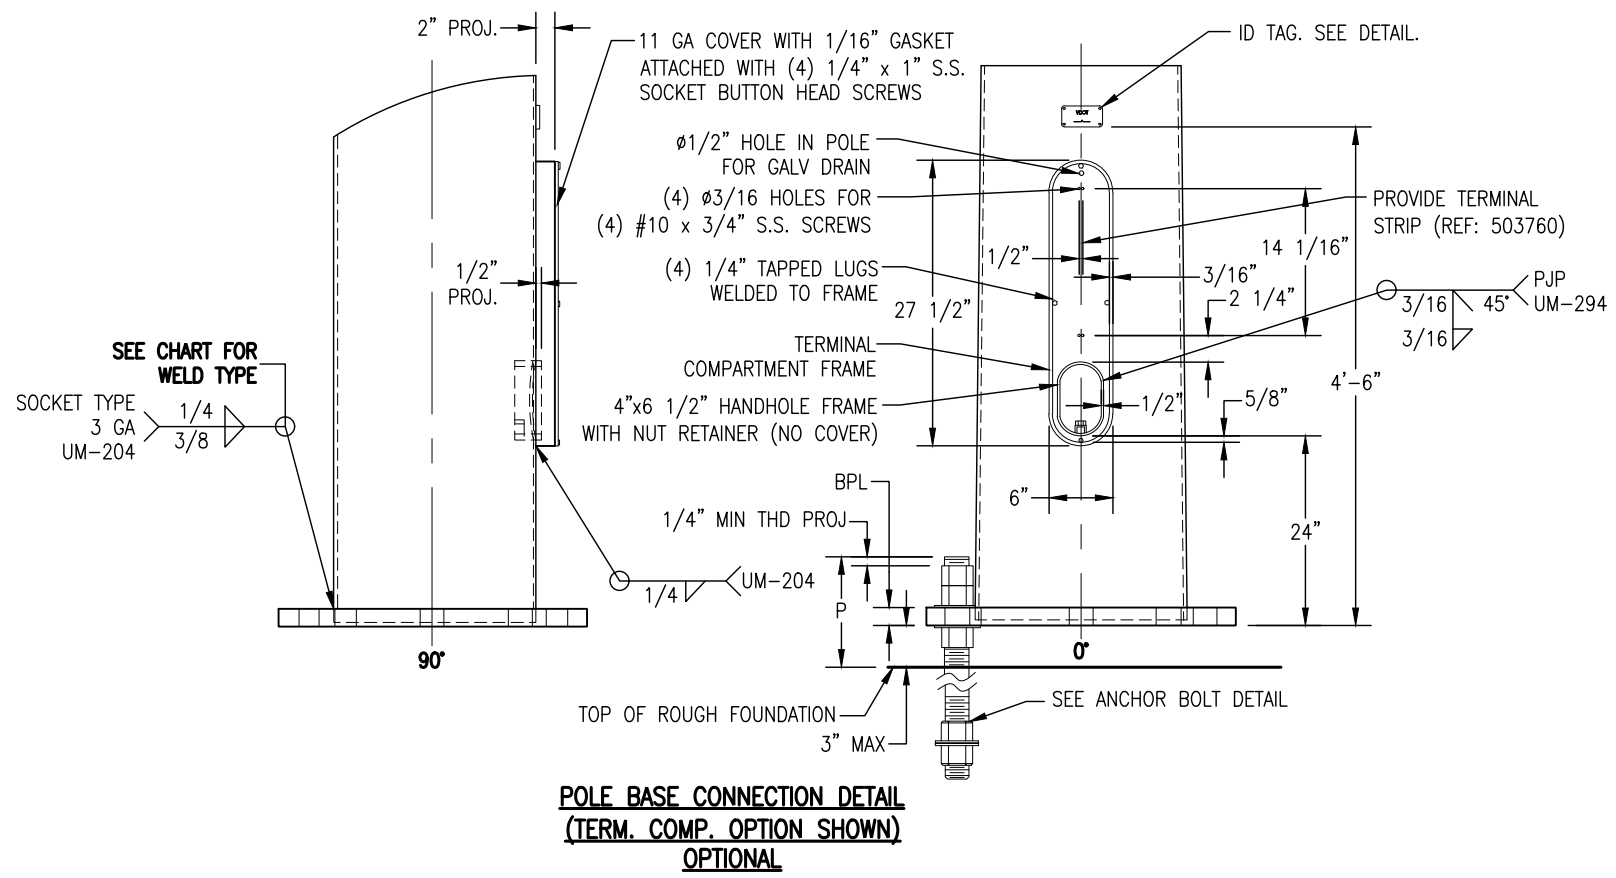 2" PROJ.
11 GA COVER WITH 1/16" GASKET
ATTACHED WITH (4) 1/4" x 1" S.S.
SOCKET BUTTON HEAD SCREWS
ID TAG. SEE DETAIL.
VDOT
ø1/2" HOLE IN POLE
FOR GALV DRAIN
(4) ø3/16 HOLES FOR
(4) #10 x 3/4" S.S. SCREWS
PROVIDE TERMINAL
STRIP (REF: 503760)
1/2"
14 1/16"
1/2"
PROJ.
(4) 1/4" TAPPED LUGS
WELDED TO FRAME
3/16"
2 1/4"
27 1/2"
3/16
45°
3/16
PJP
UM-294
SEE CHART FOR
WELD TYPE
TERMINAL
COMPARTMENT FRAME
4'-6"
SOCKET TYPE
3 GA
UM-204
1/4
3/8
4"x6 1/2" HANDHOLE FRAME
WITH NUT RETAINER (NO COVER)
1/2"
5/8"
BPL
6"
1/4" MIN THD PROJ
24"
1/4
UM-204
P
90°
0°
TOP OF ROUGH FOUNDATION
SEE ANCHOR BOLT DETAIL
3" MAX
POLE BASE CONNECTION DETAIL
(TERM. COMP. OPTION SHOWN)
OPTIONAL